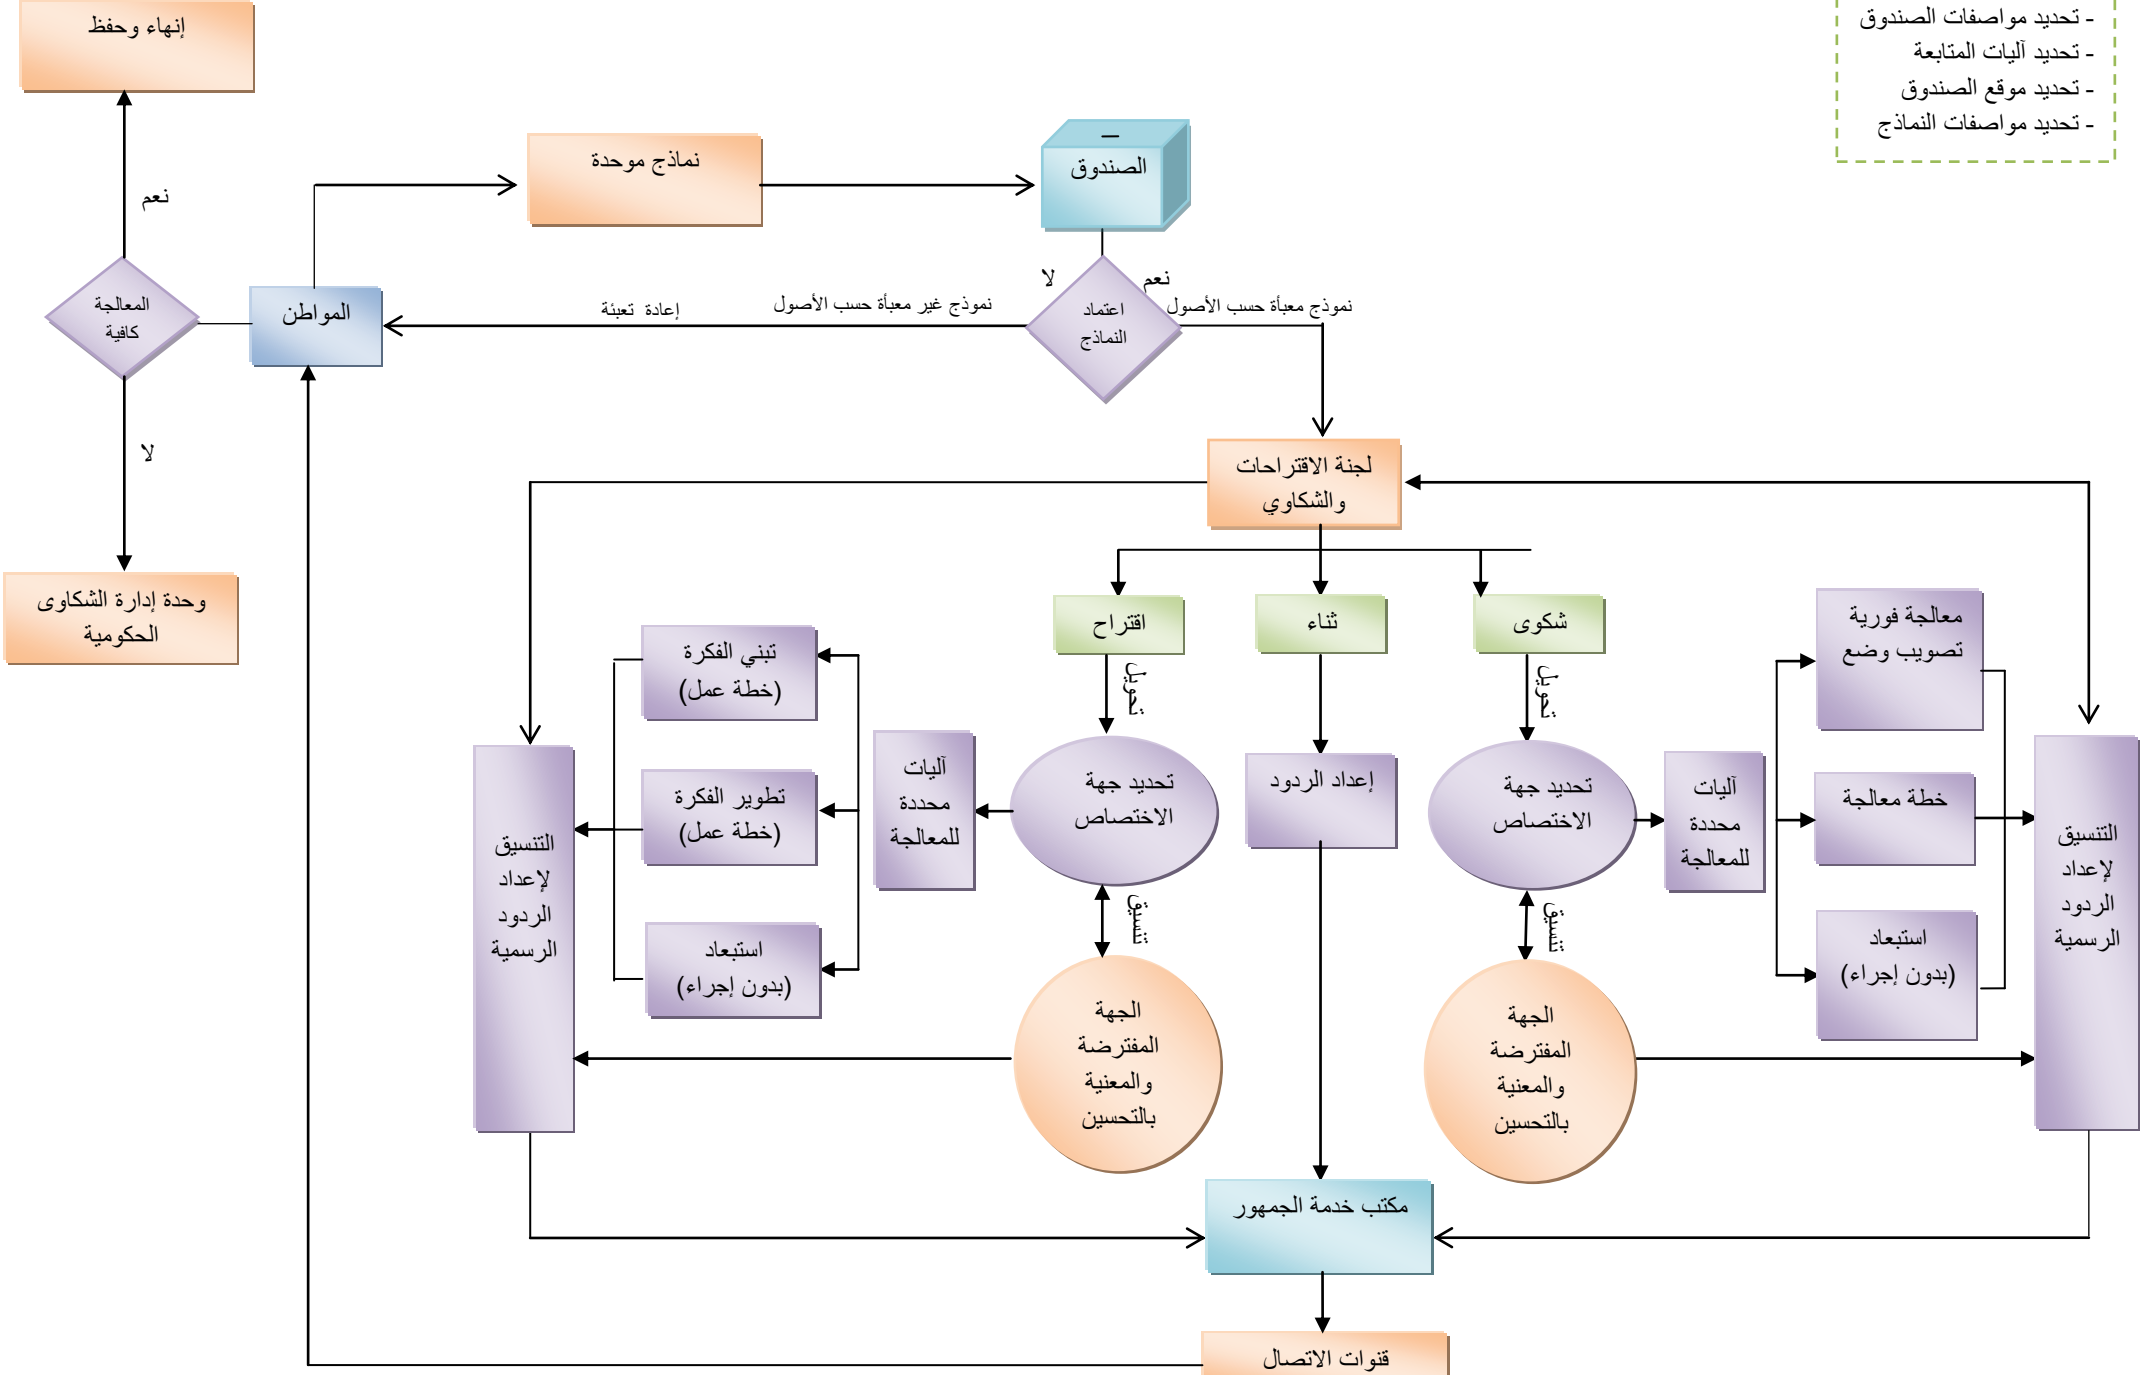 - تحديد مواصفات الصندوق
- تحديد آليات المتابعة
- تحديد موقع الصندوق
- تحديد مواصفات النماذج
إنهاء وحفظ
نماذج موحدة
الصندوق
نعم
المعالجة
كافية
المواطن
لا
نعم
اعتماد
النماذج
نموذج معبأة حسب الأصول
نموذج غير معبأة حسب الأصول
إعادة تعبئة
لا
وحدة إدارة الشكاوى
الحكومية
لجنة الاقتراحات
والشكاوي
شكوى
ثناء
اقتراح
تحويل
تحويل
معالجة فورية
تصويب وضع
خطة معالجة
استبعاد
(بدون إجراء)
التنسيق
لإعداد
الردود
الرسمية
آليات
محددة
للمعالجة
تحديد جهة
الاختصاص
تنسيق
الجهة
المفترضة
والمعنية
بالتحسين
إعداد الردود
تحديد جهة
الاختصاص
تنسيق
الجهة
المفترضة
والمعنية
بالتحسين
آليات
محددة
للمعالجة
تبني الفكرة
(خطة عمل)
تطوير الفكرة
(خطة عمل)
استبعاد
(بدون إجراء)
التنسيق
لإعداد
الردود
الرسمية
مكتب خدمة الجمهور
قنوات الاتصال